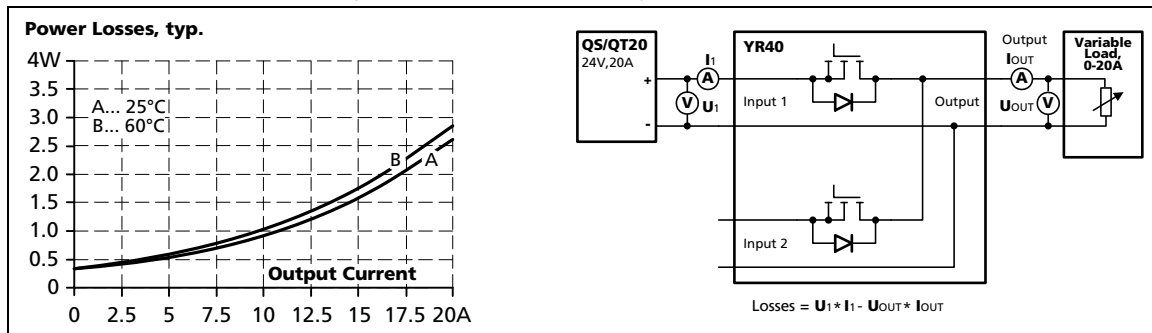 Power Losses, typ.
4W
3.5
3.0
2.5
2.0
1.5
1.0
0.5
0
A... 25°C
B... 60°C
B
A
Output Current
0 2.5 5 7.5 10 12.5 15 17.5 20A
QS/QT20
24V,20A
+
-
V U1
I1
A
YR40
Input 1
Output
Input 2
Output
IOUT
A
UOUT V
Variable
Load,
0-20A
Losses = U1* I1 - UOUT* IOUT